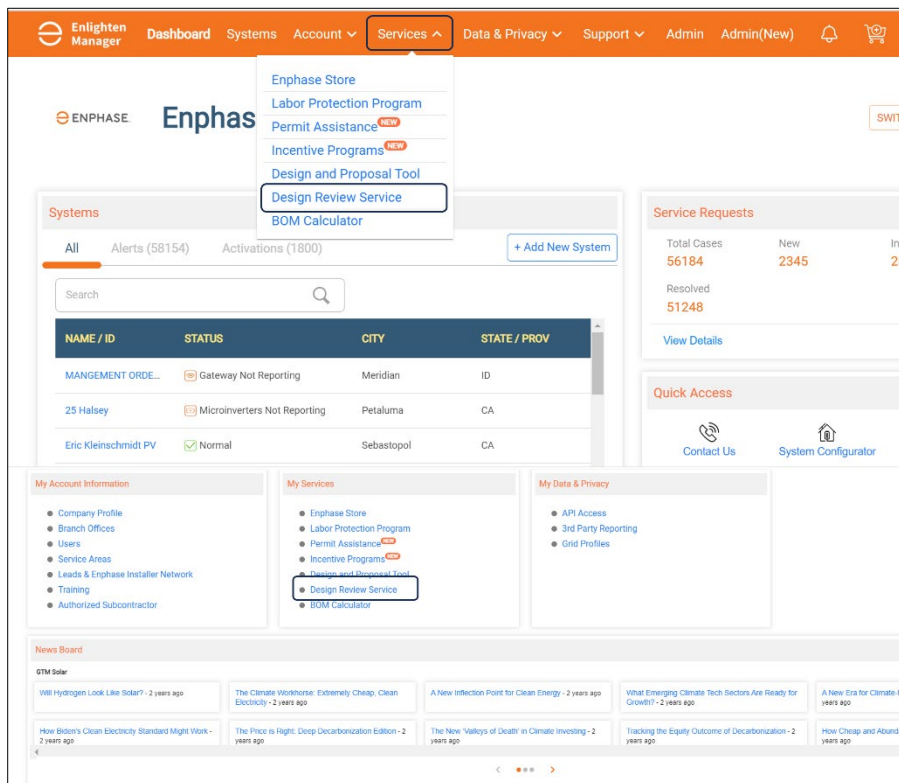 Enlighten Manager Dashboard Systems Account Services Data & Privacy Support Admin Admin(New)
Enphase Store
Labor Protection Program
Permit Assistance NEW
Incentive Programs NEW
Design and Proposal Tool
Design Review Service
BOM Calculator
ENPHASE. Enphas
SWIT
Systems
All Alerts (58154) Activations (1800) + Add New System
Search
NAME / ID STATUS CITY STATE / PROV
MANGEMENT ORDE... Gateway Not Reporting Meridian ID
25 Halsey Microinverters Not Reporting Petaluma CA
Eric Kleinschmidt PV Normal Sebastopol CA
Service Requests
Total Cases New In
56184 2345 2
Resolved
51248
View Details
Quick Access
Contact Us System Configurator
My Account Information
Company Profile
Branch Offices
Users
Service Areas
Leads & Enphase Installer Network
Training
Authorized Subcontractor
My Services
Enphase Store
Labor Protection Program
Permit Assistance NEW
Incentive Programs NEW
Design and Proposal Tool
Design Review Service
BOM Calculator
My Data & Privacy
API Access
3rd Party Reporting
Grid Profiles
News Board
GTM Solar
Will Hydrogen Look Like Solar? - 2 years ago
The Climate Workhorse: Extremely Cheap, Clean
Electricity - 2 years ago
A New Inflection Point for Clean Energy - 2 years ago
What Emerging Climate Tech Sectors Are Ready for
Growth? - 2 years ago
A New Era for Climate-
years ago
How Biden's Clean Electricity Standard Might Work -
2 years ago
The Price is Right: Deep Decarbonization Edition - 2
years ago
The New 'Valleys of Death' in Climate Investing - 2
years ago
Tracking the Equity Outcome of Decarbonization - 2
years ago
How Cheap and Abund
years ago